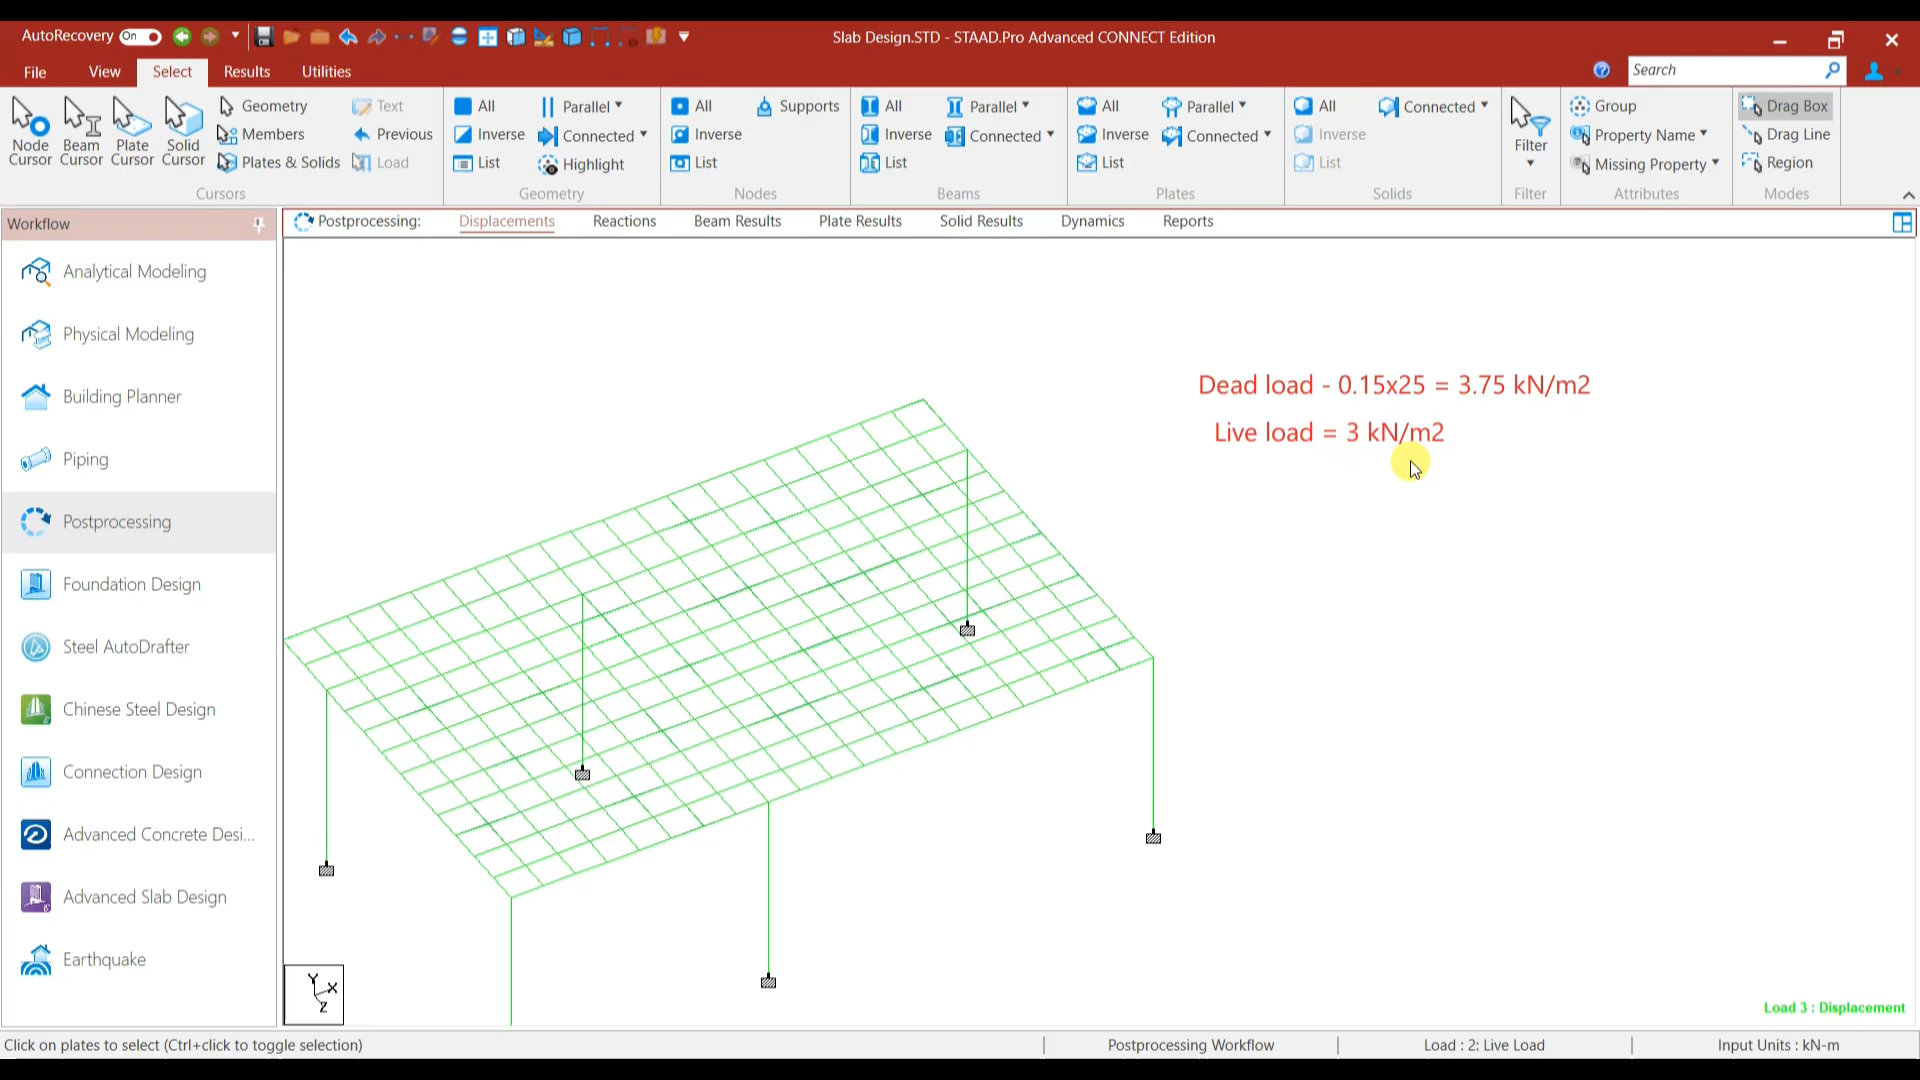 AutoRecovery On
Slab Design.STD - STAAD.Pro Advanced CONNECT Edition
File View Select Results Utilities
Search
Node Cursor
Beam Cursor
Plate Cursor
Solid Cursor
Geometry
Members
Plates & Solids
Text
Previous
Load
Cursors
All
Inverse
List
Parallel
Connected
Highlight
Geometry
All
Inverse
List
Supports
Nodes
All
Inverse
List
Parallel
Connected
Beams
All
Inverse
List
Parallel
Connected
Plates
All
Inverse
List
Connected
Solids
Filter
Filter
Group
Property Name
Missing Property
Attributes
Drag Box
Drag Line
Region
Modes
Workflow
Postprocessing: Displacements Reactions Beam Results Plate Results Solid Results Dynamics Reports
Analytical Modeling
Physical Modeling
Building Planner
Piping
Postprocessing
Foundation Design
Steel AutoDrafter
Chinese Steel Design
Connection Design
Advanced Concrete Desi...
Advanced Slab Design
Earthquake
Dead load - 0.15x25 = 3.75 kN/m2
Live load = 3 kN/m2
Y
X
Z
Load 3 : Displacement
Click on plates to select (Ctrl+click to toggle selection)
Postprocessing Workflow
Load : 2: Live Load
Input Units : kN-m